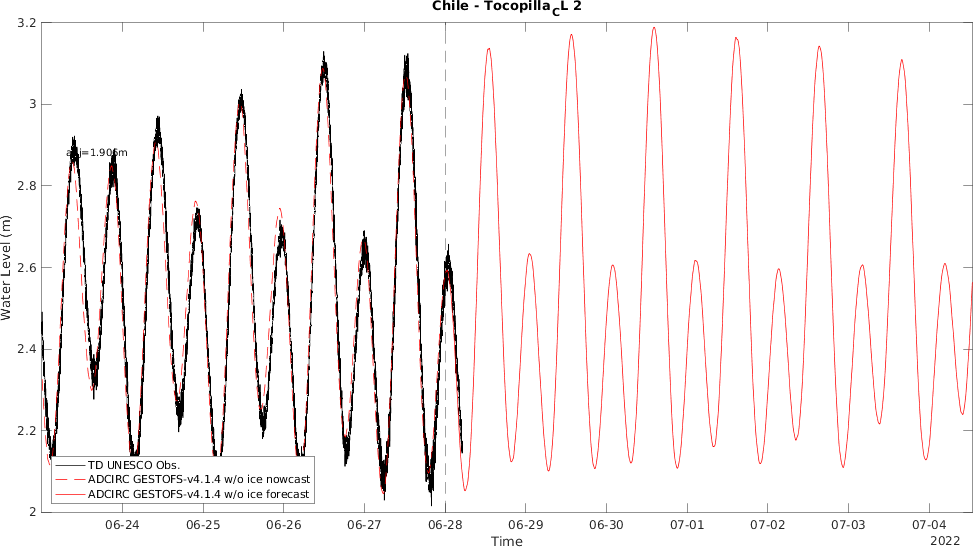 Chile - Tocopilla_CL 2
Water Level (m)
3.2
3
2.8
2.6
2.4
2.2
2
adj=1.905m
TD UNESCO Obs.
ADCIRC GESTOFS-v4.1.4 w/o ice nowcast
ADCIRC GESTOFS-v4.1.4 w/o ice forecast
06-24 06-25 06-26 06-27 06-28 06-29 06-30 07-01 07-02 07-03 07-04
Time
2022